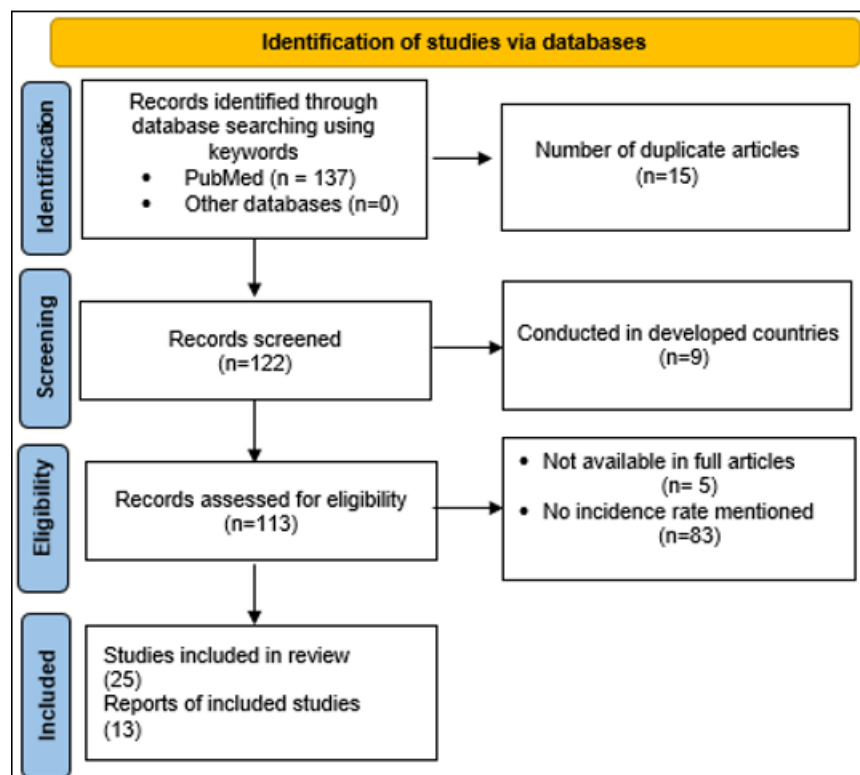 Identification of studies via databases
Identification
Records identified through
database searching using
keywords
• PubMed (n = 137)
• Other databases (n=0)
Number of duplicate articles
(n=15)
Screening
Records screened
(n=122)
Conducted in developed countries
(n=9)
Eligibility
Records assessed for eligibility
(n=113)
• Not available in full articles
(n= 5)
• No incidence rate mentioned
(n=83)
Included
Studies included in review
(25)
Reports of included studies
(13)